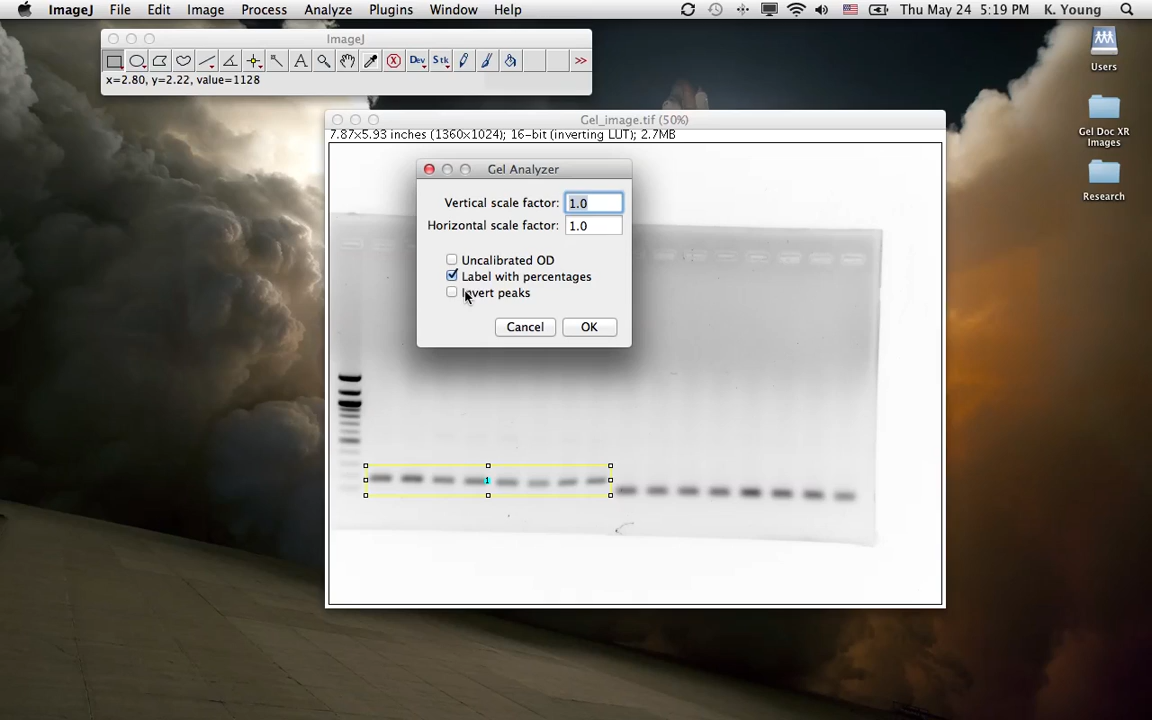 ImageJ File Edit Image Process Analyze Plugins Window Help Thu May 24 5:19 PM K. Young
ImageJ
A Dev Stk >>
x=2.80, y=2.22, value=1128
Users
Gel Doc XR
Images
Research
Gel_image.tif (50%)
7.87x5.93 inches (1360x1024); 16-bit (inverting LUT); 2.7MB
Gel Analyzer
Vertical scale factor: 1.0
Horizontal scale factor: 1.0
Uncalibrated OD
Label with percentages
Invert peaks
Cancel OK
1